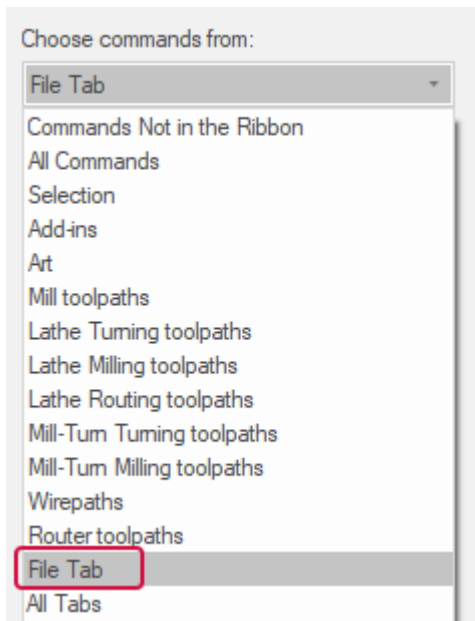 Choose commands from:
File Tab
Commands Not in the Ribbon
All Commands
Selection
Add-ins
Art
Mill toolpaths
Lathe Turning toolpaths
Lathe Milling toolpaths
Lathe Routing toolpaths
Mill-Turn Turning toolpaths
Mill-Turn Milling toolpaths
Wirepaths
Router toolpaths
File Tab
All Tabs